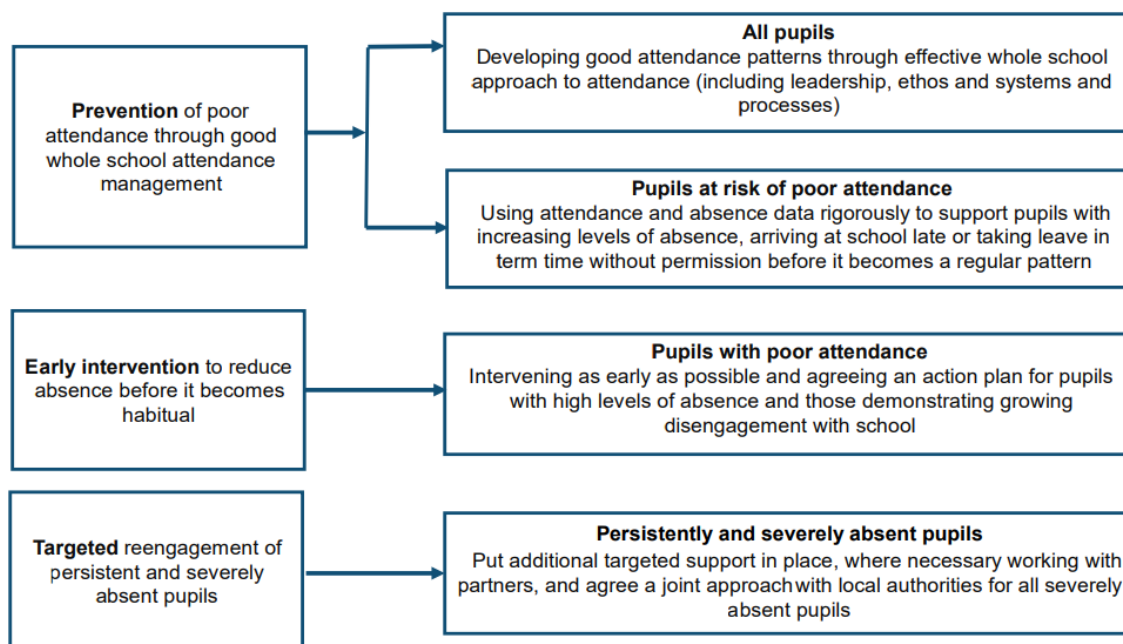 Prevention of poor
attendance through good
whole school attendance
management
All pupils
Developing good attendance patterns through effective whole school
approach to attendance (including leadership, ethos and systems and
processes)
Pupils at risk of poor attendance
Using attendance and absence data rigorously to support pupils with
increasing levels of absence, arriving at school late or taking leave in
term time without permission before it becomes a regular pattern
Early intervention to reduce
absence before it becomes
habitual
Pupils with poor attendance
Intervening as early as possible and agreeing an action plan for pupils
with high levels of absence and those demonstrating growing
disengagement with school
Targeted reengagement of
persistent and severely
absent pupils
Persistently and severely absent pupils
Put additional targeted support in place, where necessary working with
partners, and agree a joint approach with local authorities for all severely
absent pupils